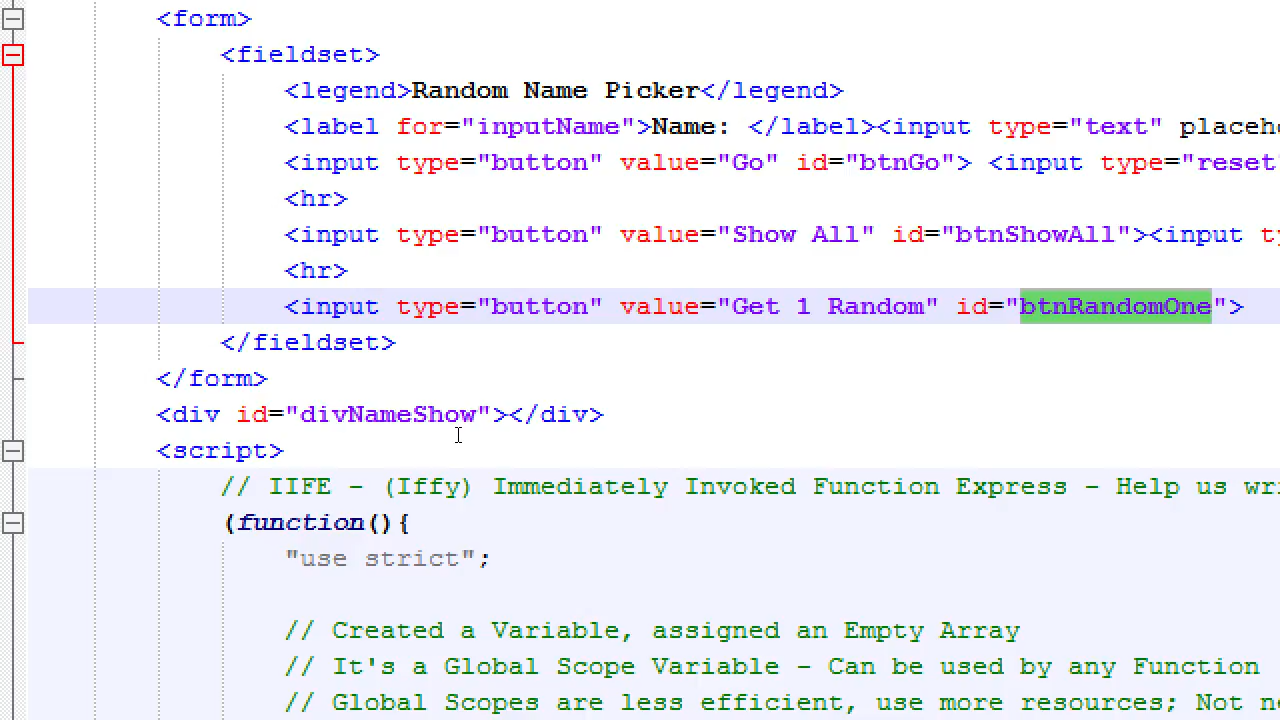 <form>
<fieldset>
<legend>Random Name Picker</legend>
<label for="inputName">Name: </label><input type="text"
<input type="button" value="Go" id="btnGo"> <input type="reset
<hr>
<input type="button" value="Show All" id="btnShowAll"><input
<hr>
<input type="button" value="Get 1 Random" id="btnRandomOne">
</fieldset>
</form>
<div id="divNameShow"></div>
<script>
// IIFE - (Iffy) Immediately Invoked Function Express - Help us
(function(){
"use strict";
// Created a Variable, assigned an Empty Array
// It's a Global Scope Variable - Can be used by any Function
// Global Scopes are less efficient, use more resources; Not